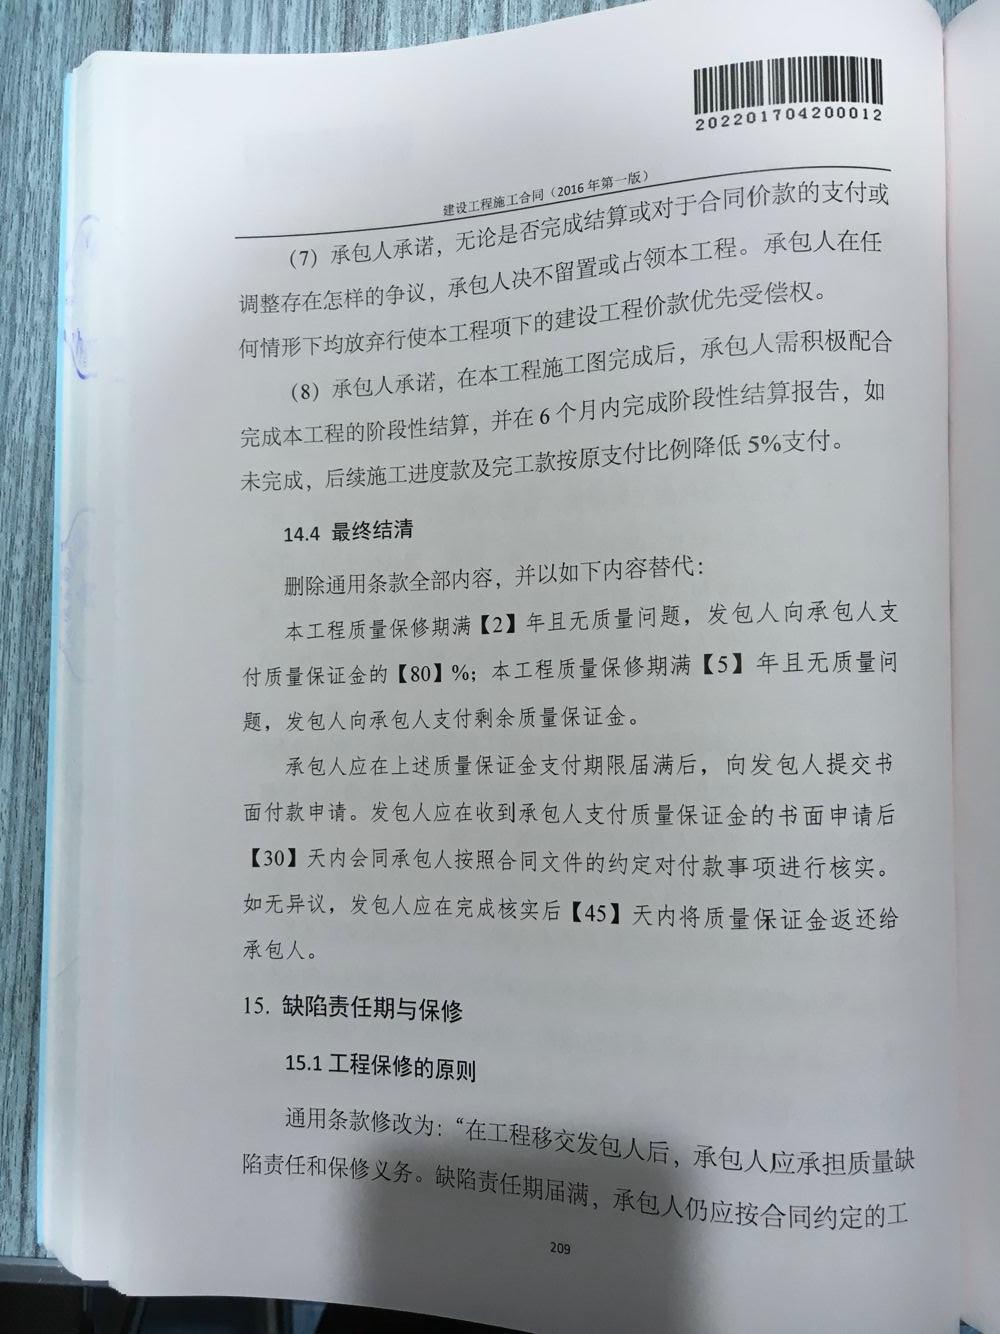 202201704200012
建设工程施工合同（2016年第一版）
（7）承包人承诺，无论是否完成结算或对于合同价款的支付或
调整存在怎样的争议，承包人决不留置或占领本工程。承包人在任
何情形下均放弃行使本工程项下的建设工程价款优先受偿权。
（8）承包人承诺，在本工程施工图完成后，承包人需积极配合
完成本工程的阶段性结算，并在6个月内完成阶段性结算报告，如
未完成，后续施工进度款及完工款按原支付比例降低5%支付。
14.4 最终结清
删除通用条款全部内容，并以如下内容替代：
本工程质量保修期满【2】年且无质量问题，发包人向承包人支
付质量保证金的【80】%；本工程质量保修期满【5】年且无质量问
题，发包人向承包人支付剩余质量保证金。
承包人应在上述质量保证金支付期限届满后，向发包人提交书
面付款申请。发包人应在收到承包人支付质量保证金的书面申请后
【30】天内会同承包人按照合同文件的约定对付款事项进行核实。
如无异议，发包人应在完成核实后【45】天内将质量保证金返还给
承包人。
15. 缺陷责任期与保修
15.1 工程保修的原则
通用条款修改为：“在工程移交发包人后，承包人应承担质量缺
陷责任和保修义务。缺陷责任期届满，承包人仍应按合同约定的工
209